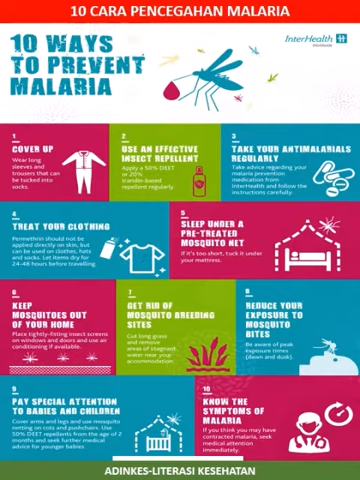 10 CARA PENCEGAHAN MALARIA
10 WAYS
TO PREVENT
MALARIA
InterHealth
Worldwide
1
COVER UP
Wear long
sleeves and
trousers that can
be tucked into
socks.
2
USE AN EFFECTIVE
INSECT REPELLENT
Apply a 50% DEET
or 20%
repellent regularly.
3
TAKE YOUR ANTIMALARIALS
REGULARLY
Take advice regarding your
malaria prevention
medication from
InterHealth and follow the
instructions carefully.
4
TREAT YOUR CLOTHING
Permethrin should not be
applied directly on skin, but
can be used on clothes, hats
and socks. Let items dry for
24-48 hours before travelling.
5
SLEEP UNDER A
PRE-TREATED
MOSQUITO NET
If it's too short, tuck it under
your mattress.
6
KEEP
MOSQUITOES OUT
OF YOUR HOME
Place tightly-fitting insect screens
on windows and doors and use air
conditioning if available.
7
GET RID OF
MOSQUITO BREEDING
SITES
Cut long grass
and remove
areas of stagnant
water near your
accommodation.
8
REDUCE YOUR
EXPOSURE TO
MOSQUITO
BITES
Be aware of peak
exposure times
(dawn and dusk).
9
PAY SPECIAL ATTENTION
TO BABIES AND CHILDREN
Cover arms and legs and use mosquito
netting on cots and pushchairs. Use
50% DEET repellents from the age of 2
months and seek further medical
advice for younger babies.
10
KNOW THE
SYMPTOMS OF
MALARIA
If you think you may have
contracted malaria, seek
medical attention
immediately.
ADINKES-LITERASI KESEHATAN